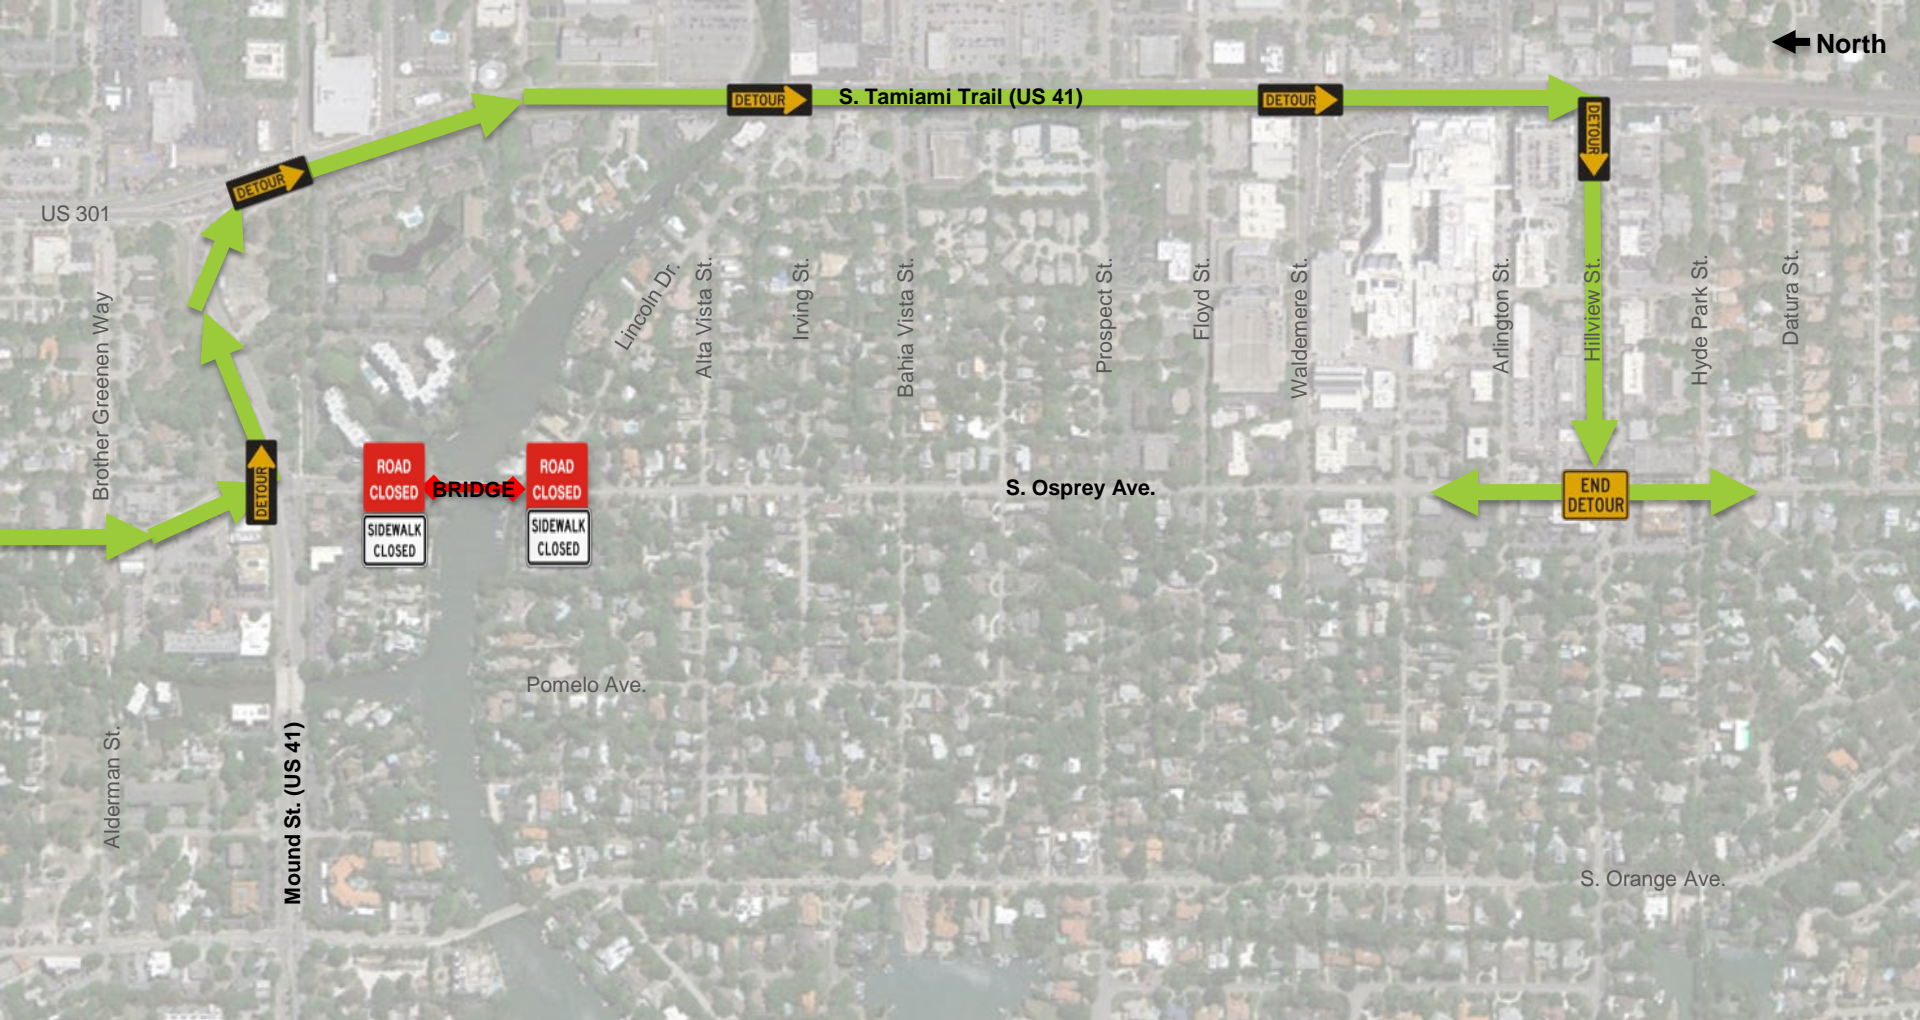 North
DETOUR
S. Tamiami Trail (US 41)
DETOUR
DETOUR
DETOUR
US 301
Brother Greenen Way
Lincoln Dr.
Alta Vista St.
Irving St.
Bahia Vista St.
Prospect St.
Floyd St.
Waldemere St.
Arlington St.
Hillview St.
Hyde Park St.
Datura St.
DETOUR
ROAD
CLOSED
SIDEWALK
CLOSED
BRIDGE
ROAD
CLOSED
SIDEWALK
CLOSED
S. Osprey Ave.
END
DETOUR
Pomelo Ave.
Alderman St.
Mound St. (US 41)
S. Orange Ave.